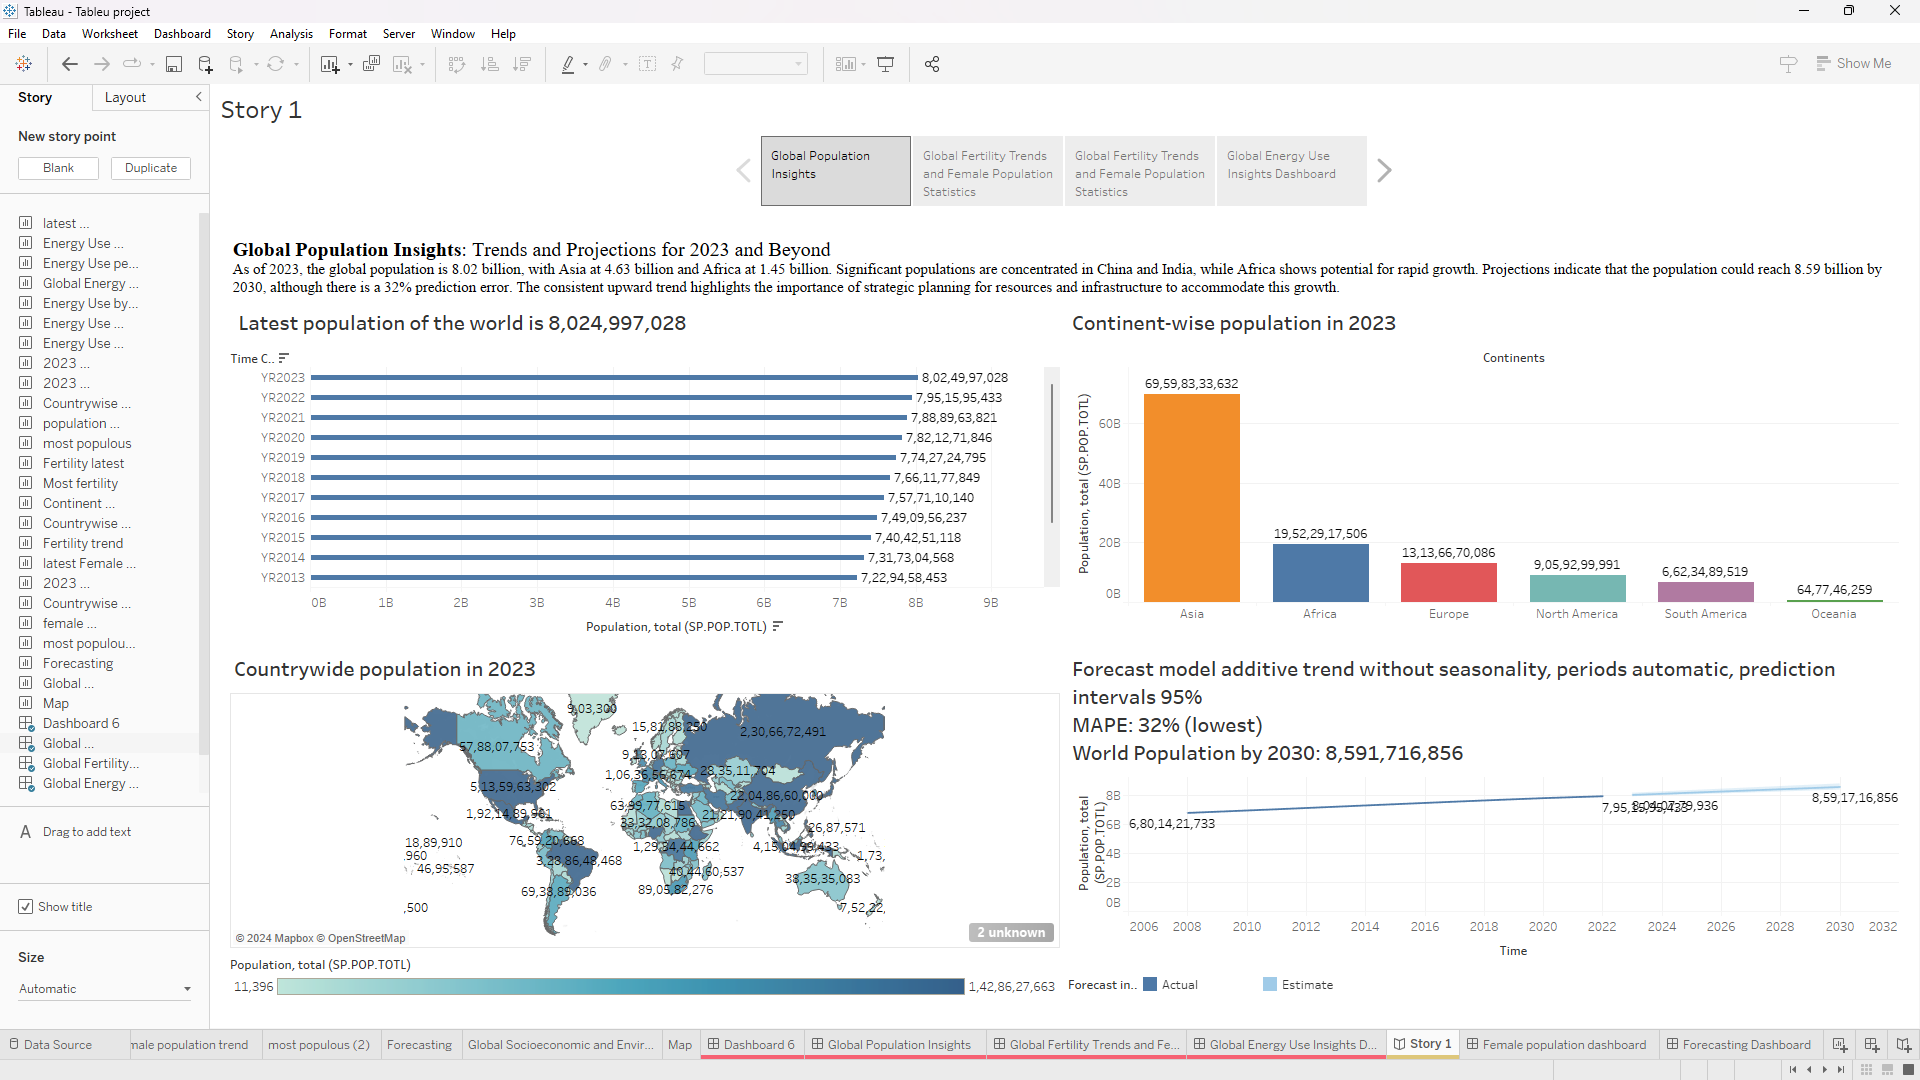 Tableau - Tableu project
File Data Worksheet Dashboard Story Analysis Format Server Window Help
Show Me
Story Layout
New story point
Blank Duplicate
latest ...
Energy Use ...
Energy Use pe...
Global Energy ...
Energy Use by...
Energy Use ...
Energy Use ...
2023 ...
2023 ...
Countrywise ...
population ...
most populous
Fertility latest
Most fertility
Continent ...
Countrywise ...
Fertility trend
latest Female ...
2023 ...
Countrywise ...
female ...
most populou...
Forecasting
Global ...
Map
Dashboard 6
Global ...
Global Fertility...
Global Energy ...
A Drag to add text
Show title
Size
Automatic
Story 1
Global Population
Insights
Global Fertility Trends
and Female Population
Statistics
Global Fertility Trends
and Female Population
Statistics
Global Energy Use
Insights Dashboard
Global Population Insights: Trends and Projections for 2023 and Beyond
As of 2023, the global population is 8.02 billion, with Asia at 4.63 billion and Africa at 1.45 billion. Significant populations are concentrated in China and India, while Africa shows potential for rapid growth. Projections indicate that the population could reach 8.59 billion by
2030, although there is a 32% prediction error. The consistent upward trend highlights the importance of strategic planning for resources and infrastructure to accommodate this growth.
Latest population of the world is 8,024,997,028
Time C..
YR2023 8,02,49,97,028
YR2022 7,95,15,95,433
YR2021 7,88,89,63,821
YR2020 7,82,12,71,846
YR2019 7,74,27,24,795
YR2018 7,66,11,77,849
YR2017 7,57,71,10,140
YR2016 7,49,09,56,237
YR2015 7,40,42,51,118
YR2014 7,31,73,04,568
YR2013 7,22,94,58,453
0B 1B 2B 3B 4B 5B 6B 7B 8B 9B
Population, total (SP.POP.TOTL)
Continent-wise population in 2023
Continents
Population, total (SP.POP.TOTL)
60B
40B
20B
0B
69,59,83,33,632
19,52,29,17,506
13,13,66,70,086
9,05,92,99,991
6,62,34,89,519
64,77,46,259
Asia Africa Europe North America South America Oceania
Countrywide population in 2023
9,03,300
15,81,88,250
2,30,66,72,491
57,88,07,753
9,13,07,607
1,06,36,56,674
28,35,11,704
5,13,59,63,302
22,04,86,60,000
1,92,14,89,961
63,99,77,615
21,21,90,41,260
33,32,08,786
26,87,571
76,59,20,668
18,89,910
1,29,34,44,662
4,15,04,99,433
.960
3,23,86,48,468
1,73,
46,95,587
40,44,60,537
38,35,35,083
69,38,89,036
89,05,82,276
,500
7,52,22,
© 2024 Mapbox © OpenStreetMap
2 unknown
Population, total (SP.POP.TOTL)
11,396 1,42,86,27,663
Forecast model additive trend without seasonality, periods automatic, prediction
intervals 95%
MAPE: 32% (lowest)
World Population by 2030: 8,591,716,856
Population, total
(SP.POP.TOTL)
8B
6B
4B
2B
0B
6,80,14,21,733
7,95,15,95,433
8,04,07,79,936
8,59,17,16,856
2006 2008 2010 2012 2014 2016 2018 2020 2022 2024 2026 2028 2030 2032
Time
Forecast in.. Actual Estimate
Data Source
male population trend
most populous (2)
Forecasting
Global Socioeconomic and Envir...
Map
Dashboard 6
Global Population Insights
Global Fertility Trends and Fe...
Global Energy Use Insights D...
Story 1
Female population dashboard
Forecasting Dashboard